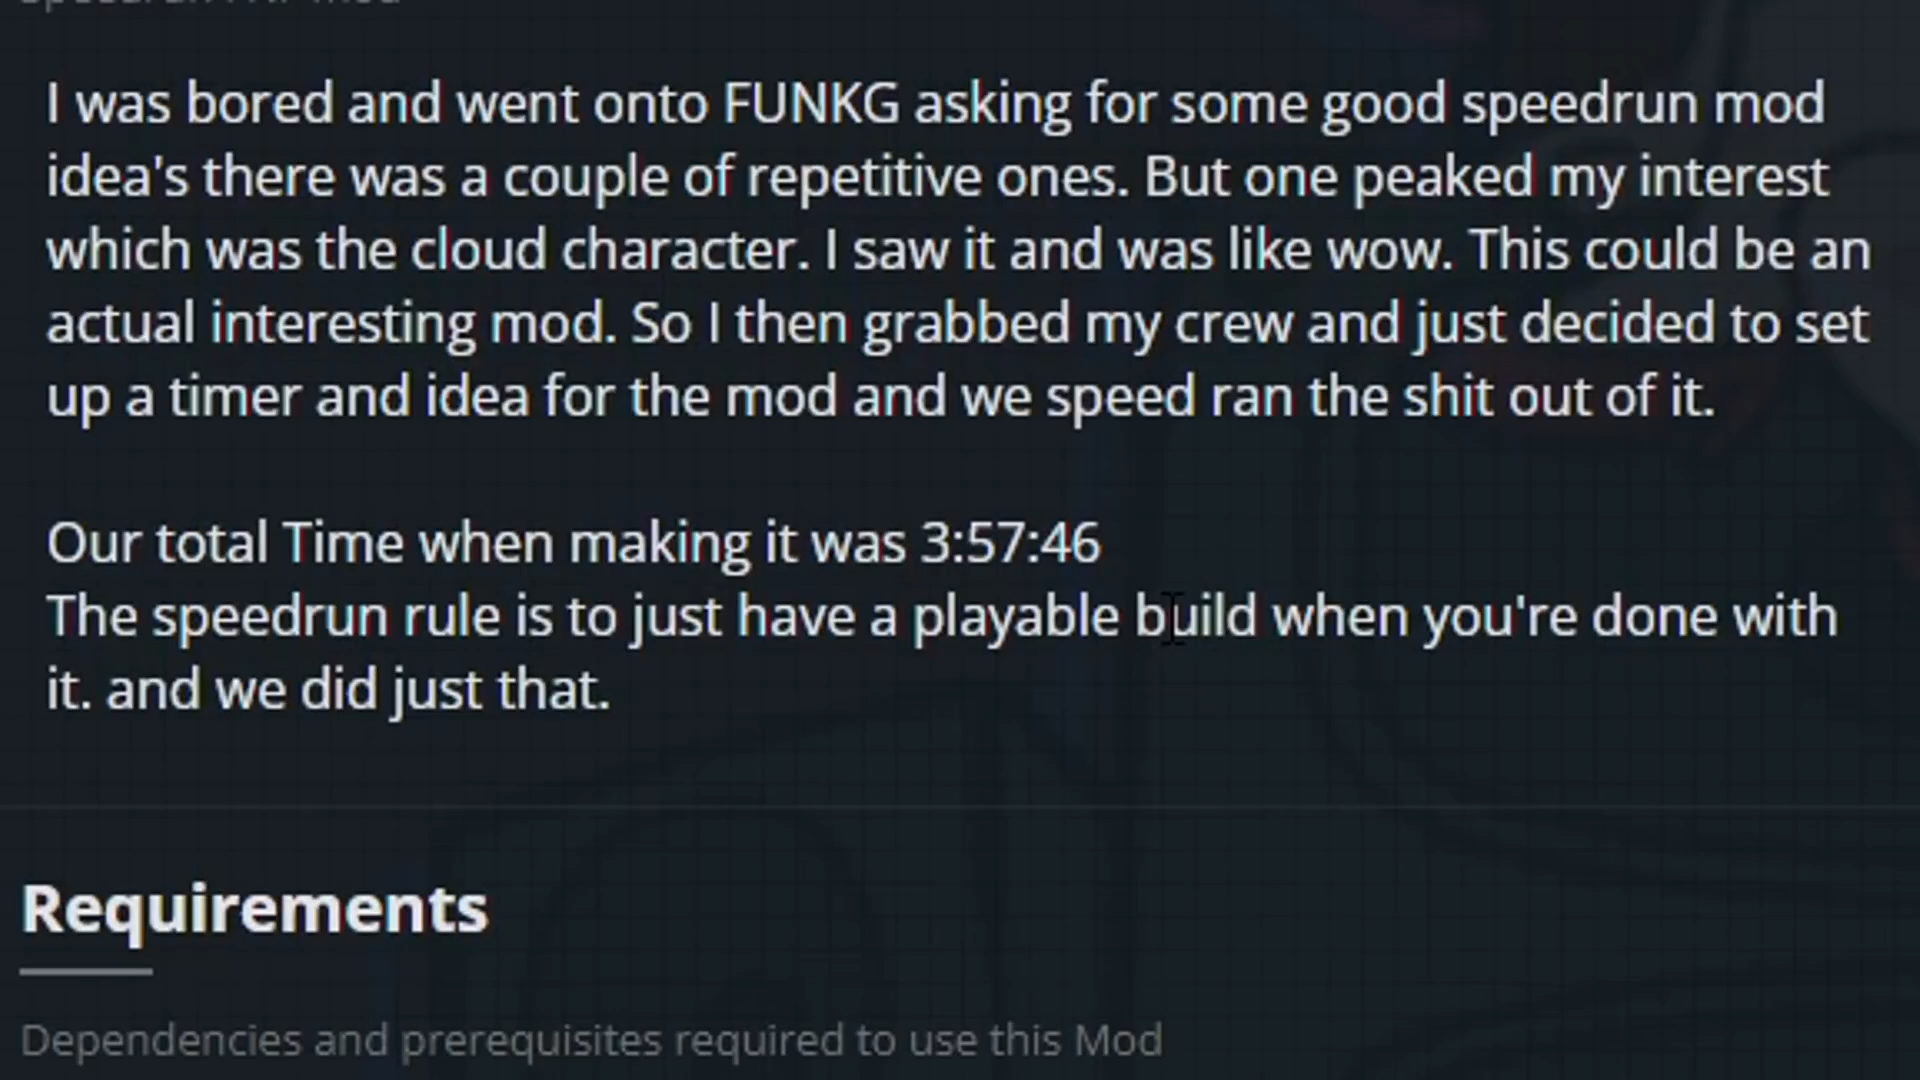 I was bored and went onto FUNKG asking for some good speedrun mod
idea's there was a couple of repetitive ones. But one peaked my interest
which was the cloud character. I saw it and was like wow. This could be an
actual interesting mod. So I then grabbed my crew and just decided to set
up a timer and idea for the mod and we speed ran the shit out of it.
Our total Time when making it was 3:57:46
The speedrun rule is to just have a playable build when you're done with
it. and we did just that.
Requirements
Dependencies and prerequisites required to use this Mod